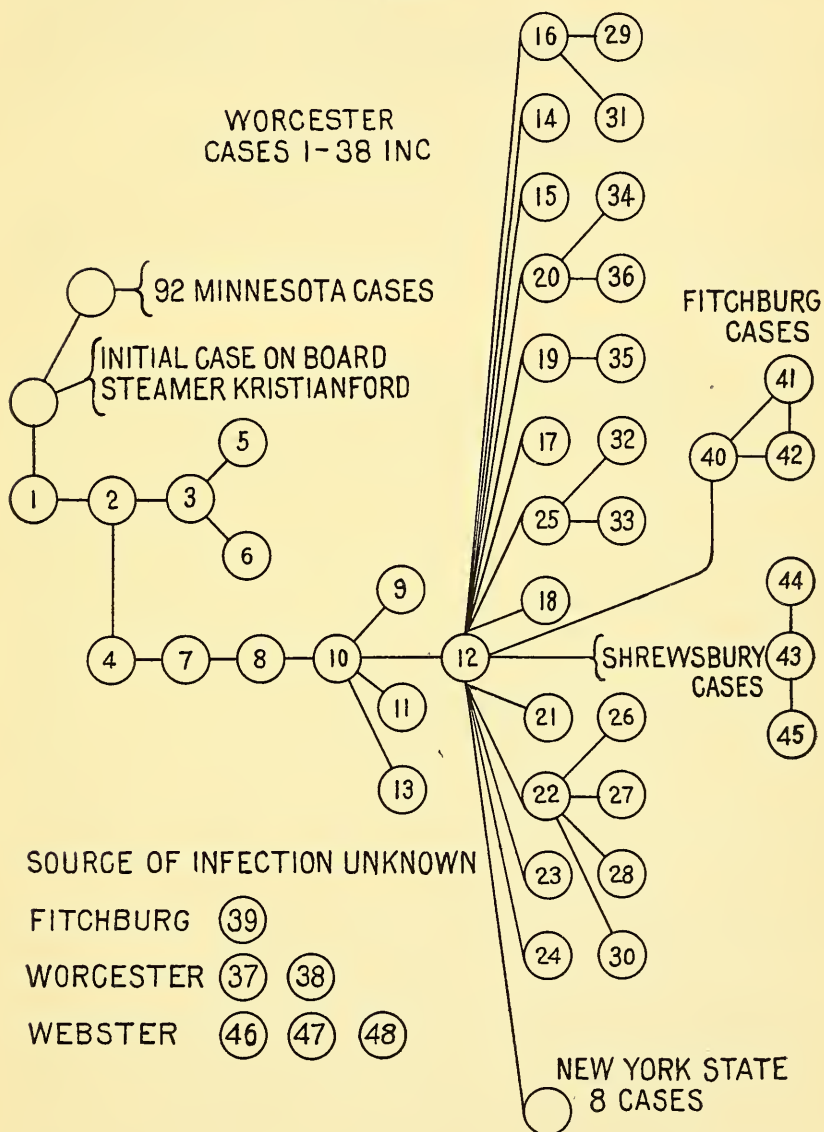 16 29
WORCESTER
CASES 1-38 INC
14 31
15 34
20 36
92 MINNESOTA CASES
FITCHBURG
CASES
INITIAL CASE ON BOARD
STEAMER KRISTIANFORD
19 35
41
5
17 32
40 42
1 2 3
25 33
6
9
18
44
4 7 8 10 12
SHREWSBURY
CASES
43
11
21 26
45
13
22 27
SOURCE OF INFECTION UNKNOWN
23 28
FITCHBURG 39
24 30
WORCESTER 37 38
WEBSTER 46 47 48
NEW YORK STATE
8 CASES